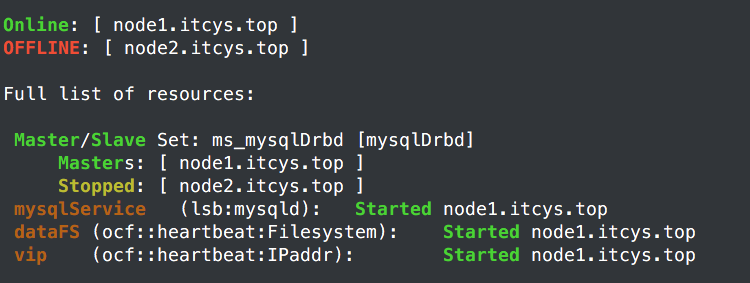 Online: [ node1.itcys.top ]
OFFLINE: [ node2.itcys.top ]
Full list of resources:
Master/Slave Set: ms_mysqlDrbd [mysqlDrbd]
Masters: [ node1.itcys.top ]
Stopped: [ node2.itcys.top ]
mysqlService (lsb:mysqld): Started node1.itcys.top
dataFS (ocf::heartbeat:Filesystem): Started node1.itcys.top
vip (ocf::heartbeat:IPaddr): Started node1.itcys.top